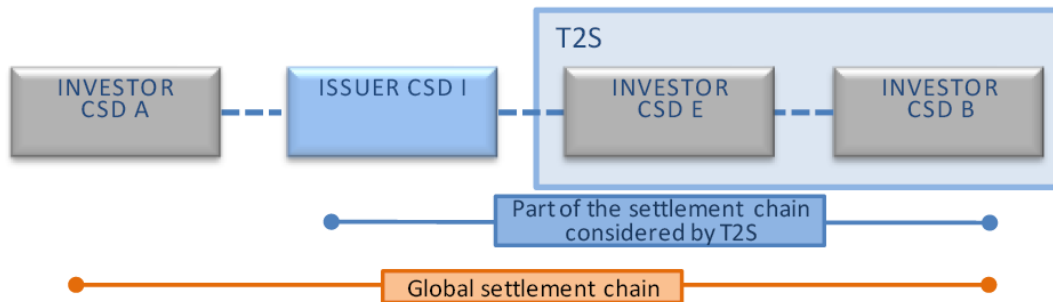 T2S
INVESTOR
CSD A
ISSUER CSD I
INVESTOR
CSD E
INVESTOR
CSD B
Part of the settlement chain
considered by T2S
Global settlement chain